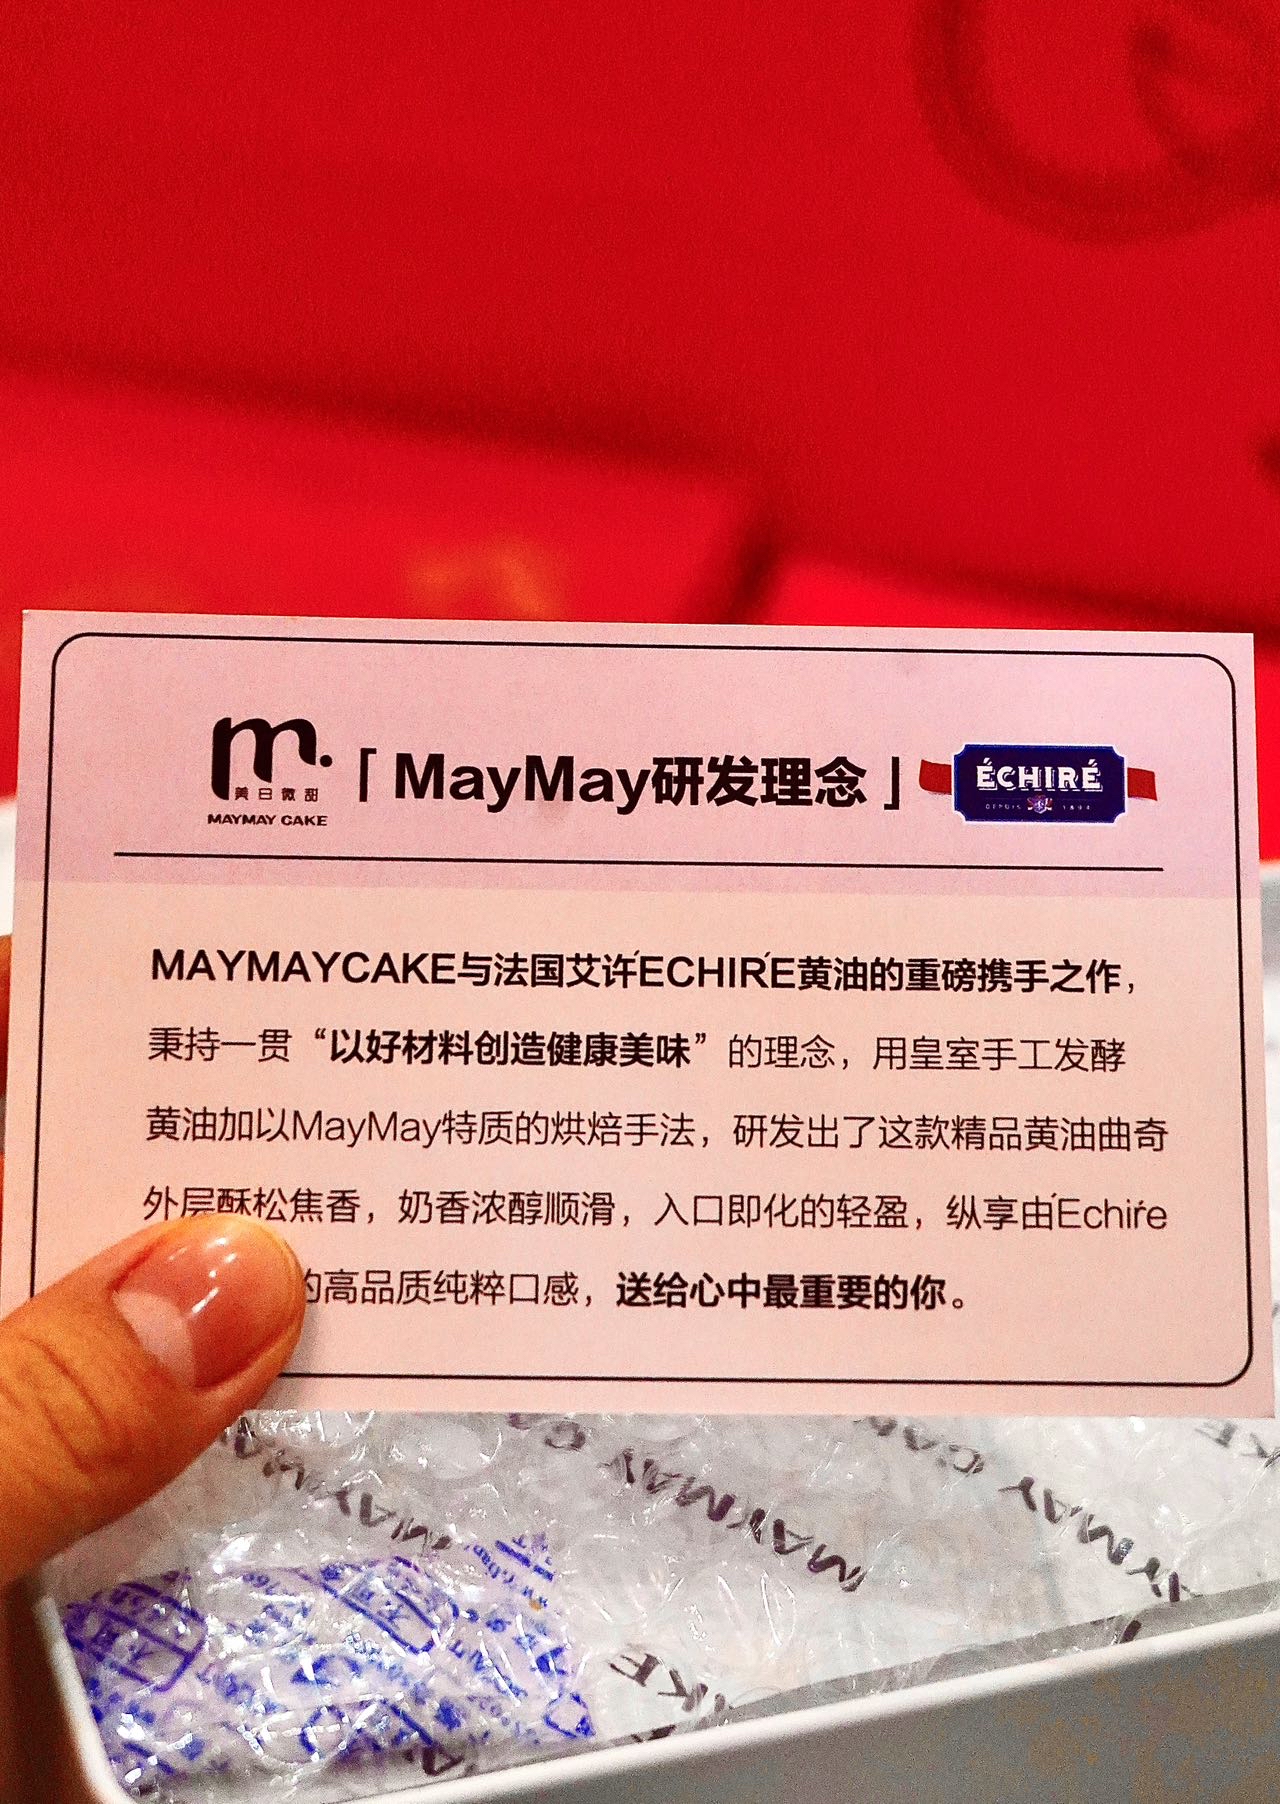 m.
美日微甜
MAYMAY CAKE
「MayMay研发理念」
ÉCHIRÉ
DEPUIS 1894
MAYMAYCAKE与法国艾许ÉCHIRÉ黄油的重磅携手之作，
秉持一贯“以好材料创造健康美味”的理念，用皇室手工发酵
黄油加以MayMay特质的烘焙手法，研发出了这款精品黄油曲奇
外层酥松焦香，奶香浓醇顺滑，入口即化的轻盈，纵享由Échiré
的高品质纯粹口感，送给心中最重要的你。
MAYMAY CAKE
MAYMAY CAKE